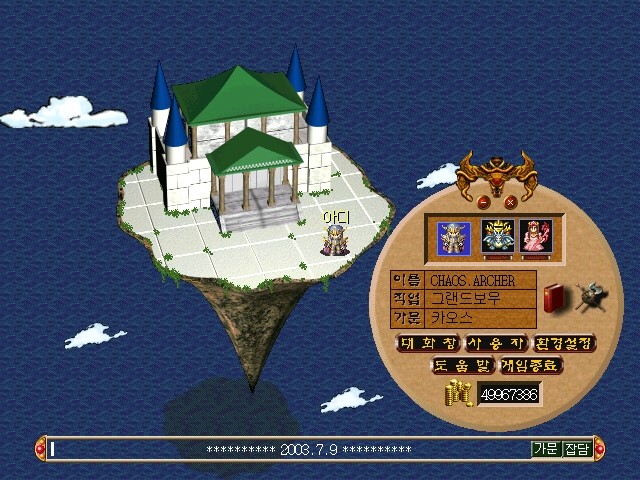 아디
이름 CHAOS.ARCHER
직업 그랜드보우
가문 카오스
대화창 사용자 환경설정
도움말 게임종료
49967386
********** 2003.7.9 ********** 가문 잡담